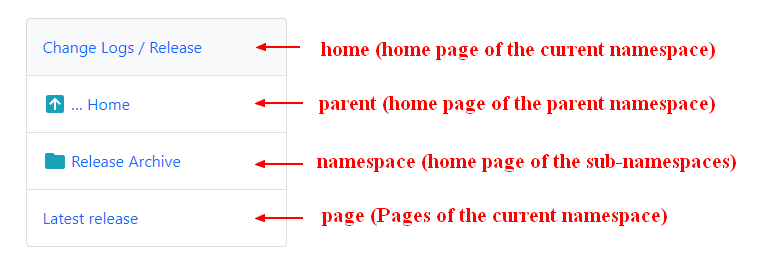 Change Logs / Release
home (home page of the current namespace)
... Home
parent (home page of the parent namespace)
Release Archive
namespace (home page of the sub-namespaces)
Latest release
page (Pages of the current namespace)